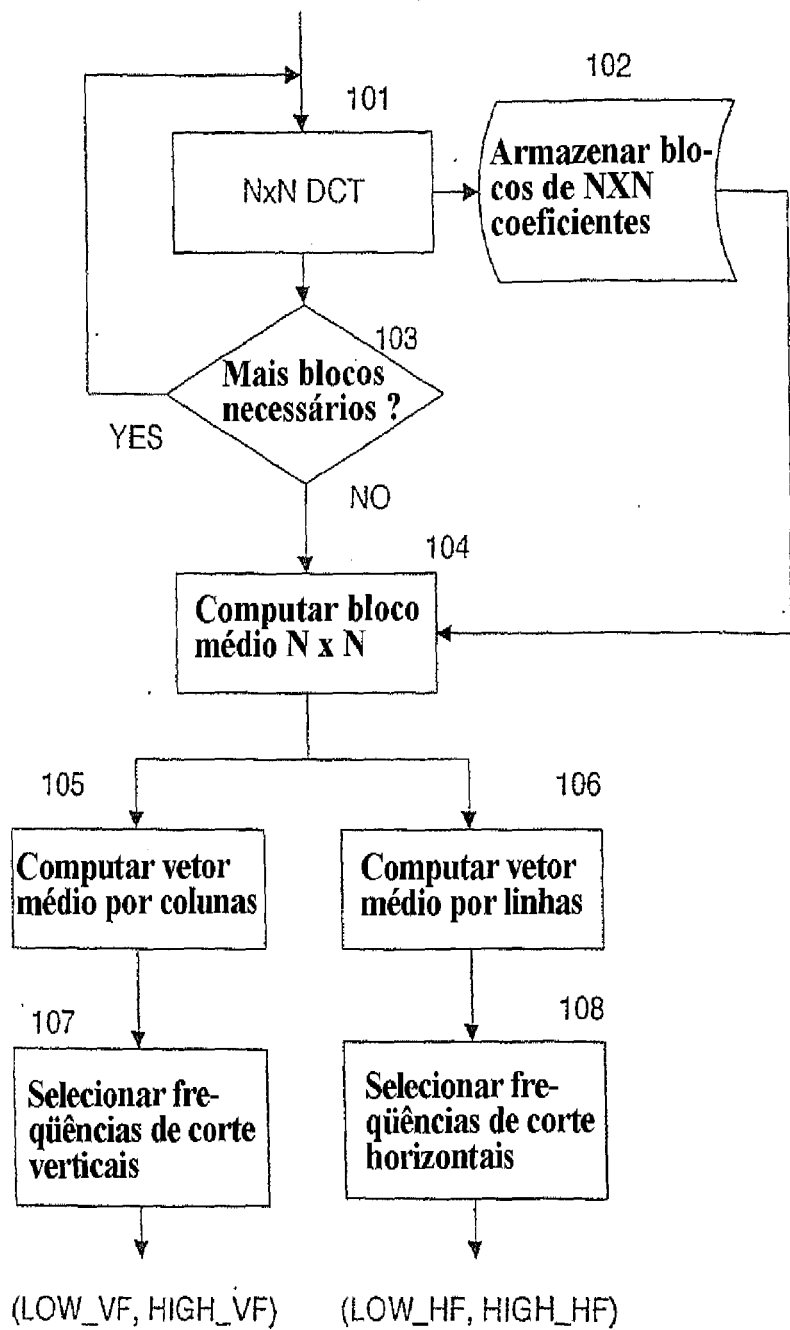 101
102
NxN DCT
Armazenar blo-
cos de NXN
coeficientes
103
Mais blocos
necessários ?
YES
NO
104
Computar bloco
médio N x N
105
106
Computar vetor
médio por colunas
Computar vetor
médio por linhas
107
108
Selecionar fre-
qüências de corte
verticais
Selecionar fre-
qüências de corte
horizontais
(LOW_VF, HIGH_VF)
(LOW_HF, HIGH_HF)